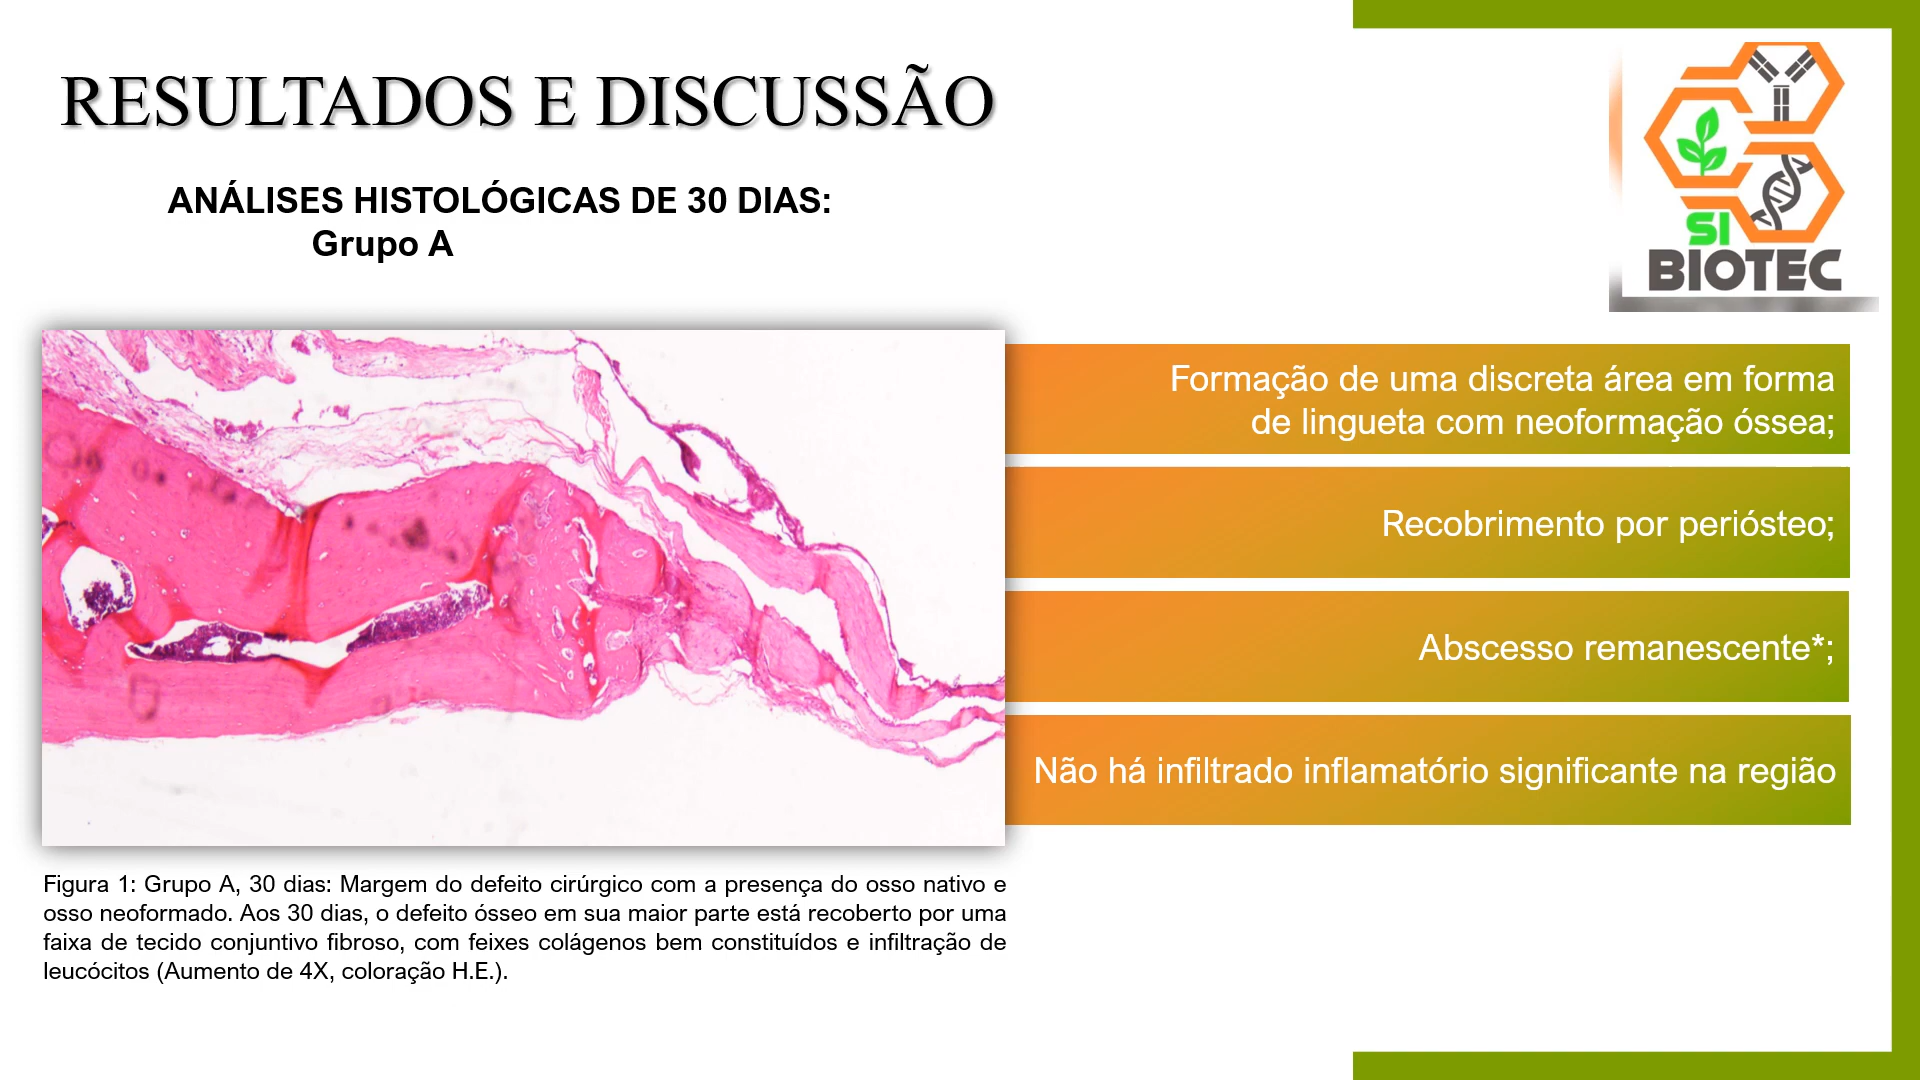 RESULTADOS E DISCUSSÃO
ANÁLISES HISTOLÓGICAS DE 30 DIAS:
Grupo A
SI
BIOTEC
Formação de uma discreta área em forma
de lingueta com neoformação óssea;
Recobrimento por periósteo;
Abscesso remanescente*;
Não há infiltrado inflamatório significante na região
Figura 1: Grupo A, 30 dias: Margem do defeito cirúrgico com a presença do osso nativo e
osso neoformado. Aos 30 dias, o defeito ósseo em sua maior parte está recoberto por uma
faixa de tecido conjuntivo fibroso, com feixes colágenos bem constituídos e infiltração de
leucócitos (Aumento de 4X, coloração H.E.).